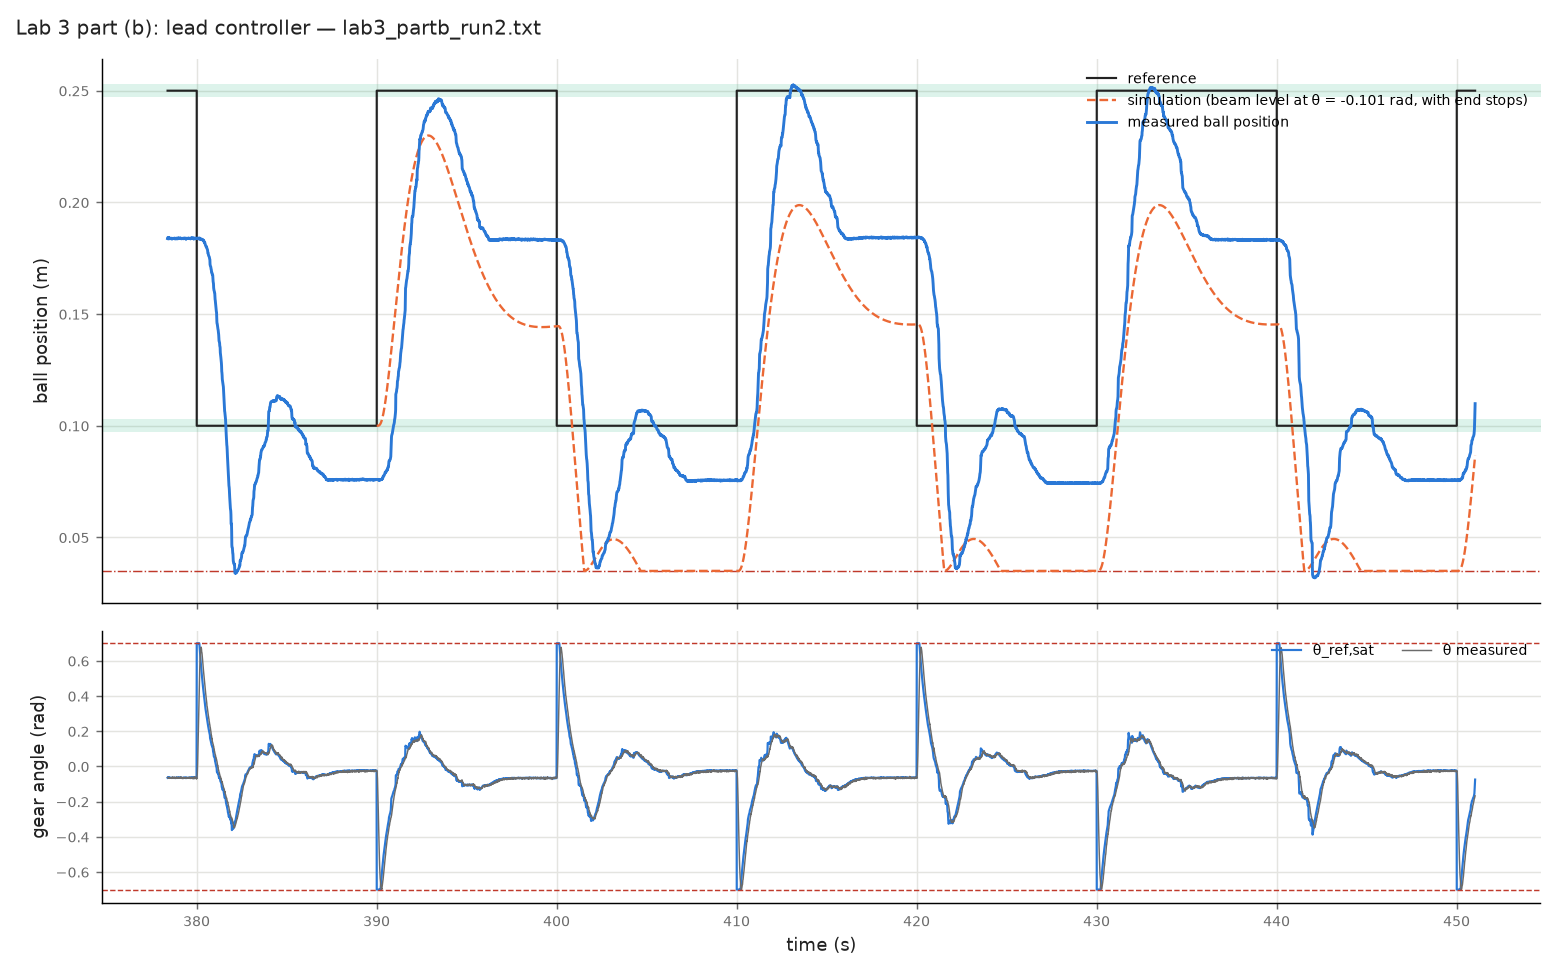 Lab 3 part (b): lead controller — lab3_partb_run2.txt
reference
simulation (beam level at θ = -0.101 rad, with end stops)
measured ball position
ball position (m)
0.25
0.20
0.15
0.10
0.05
θ_ref,sat
θ measured
gear angle (rad)
0.6
0.4
0.2
0.0
−0.2
−0.4
−0.6
380
390
400
410
420
430
440
450
time (s)